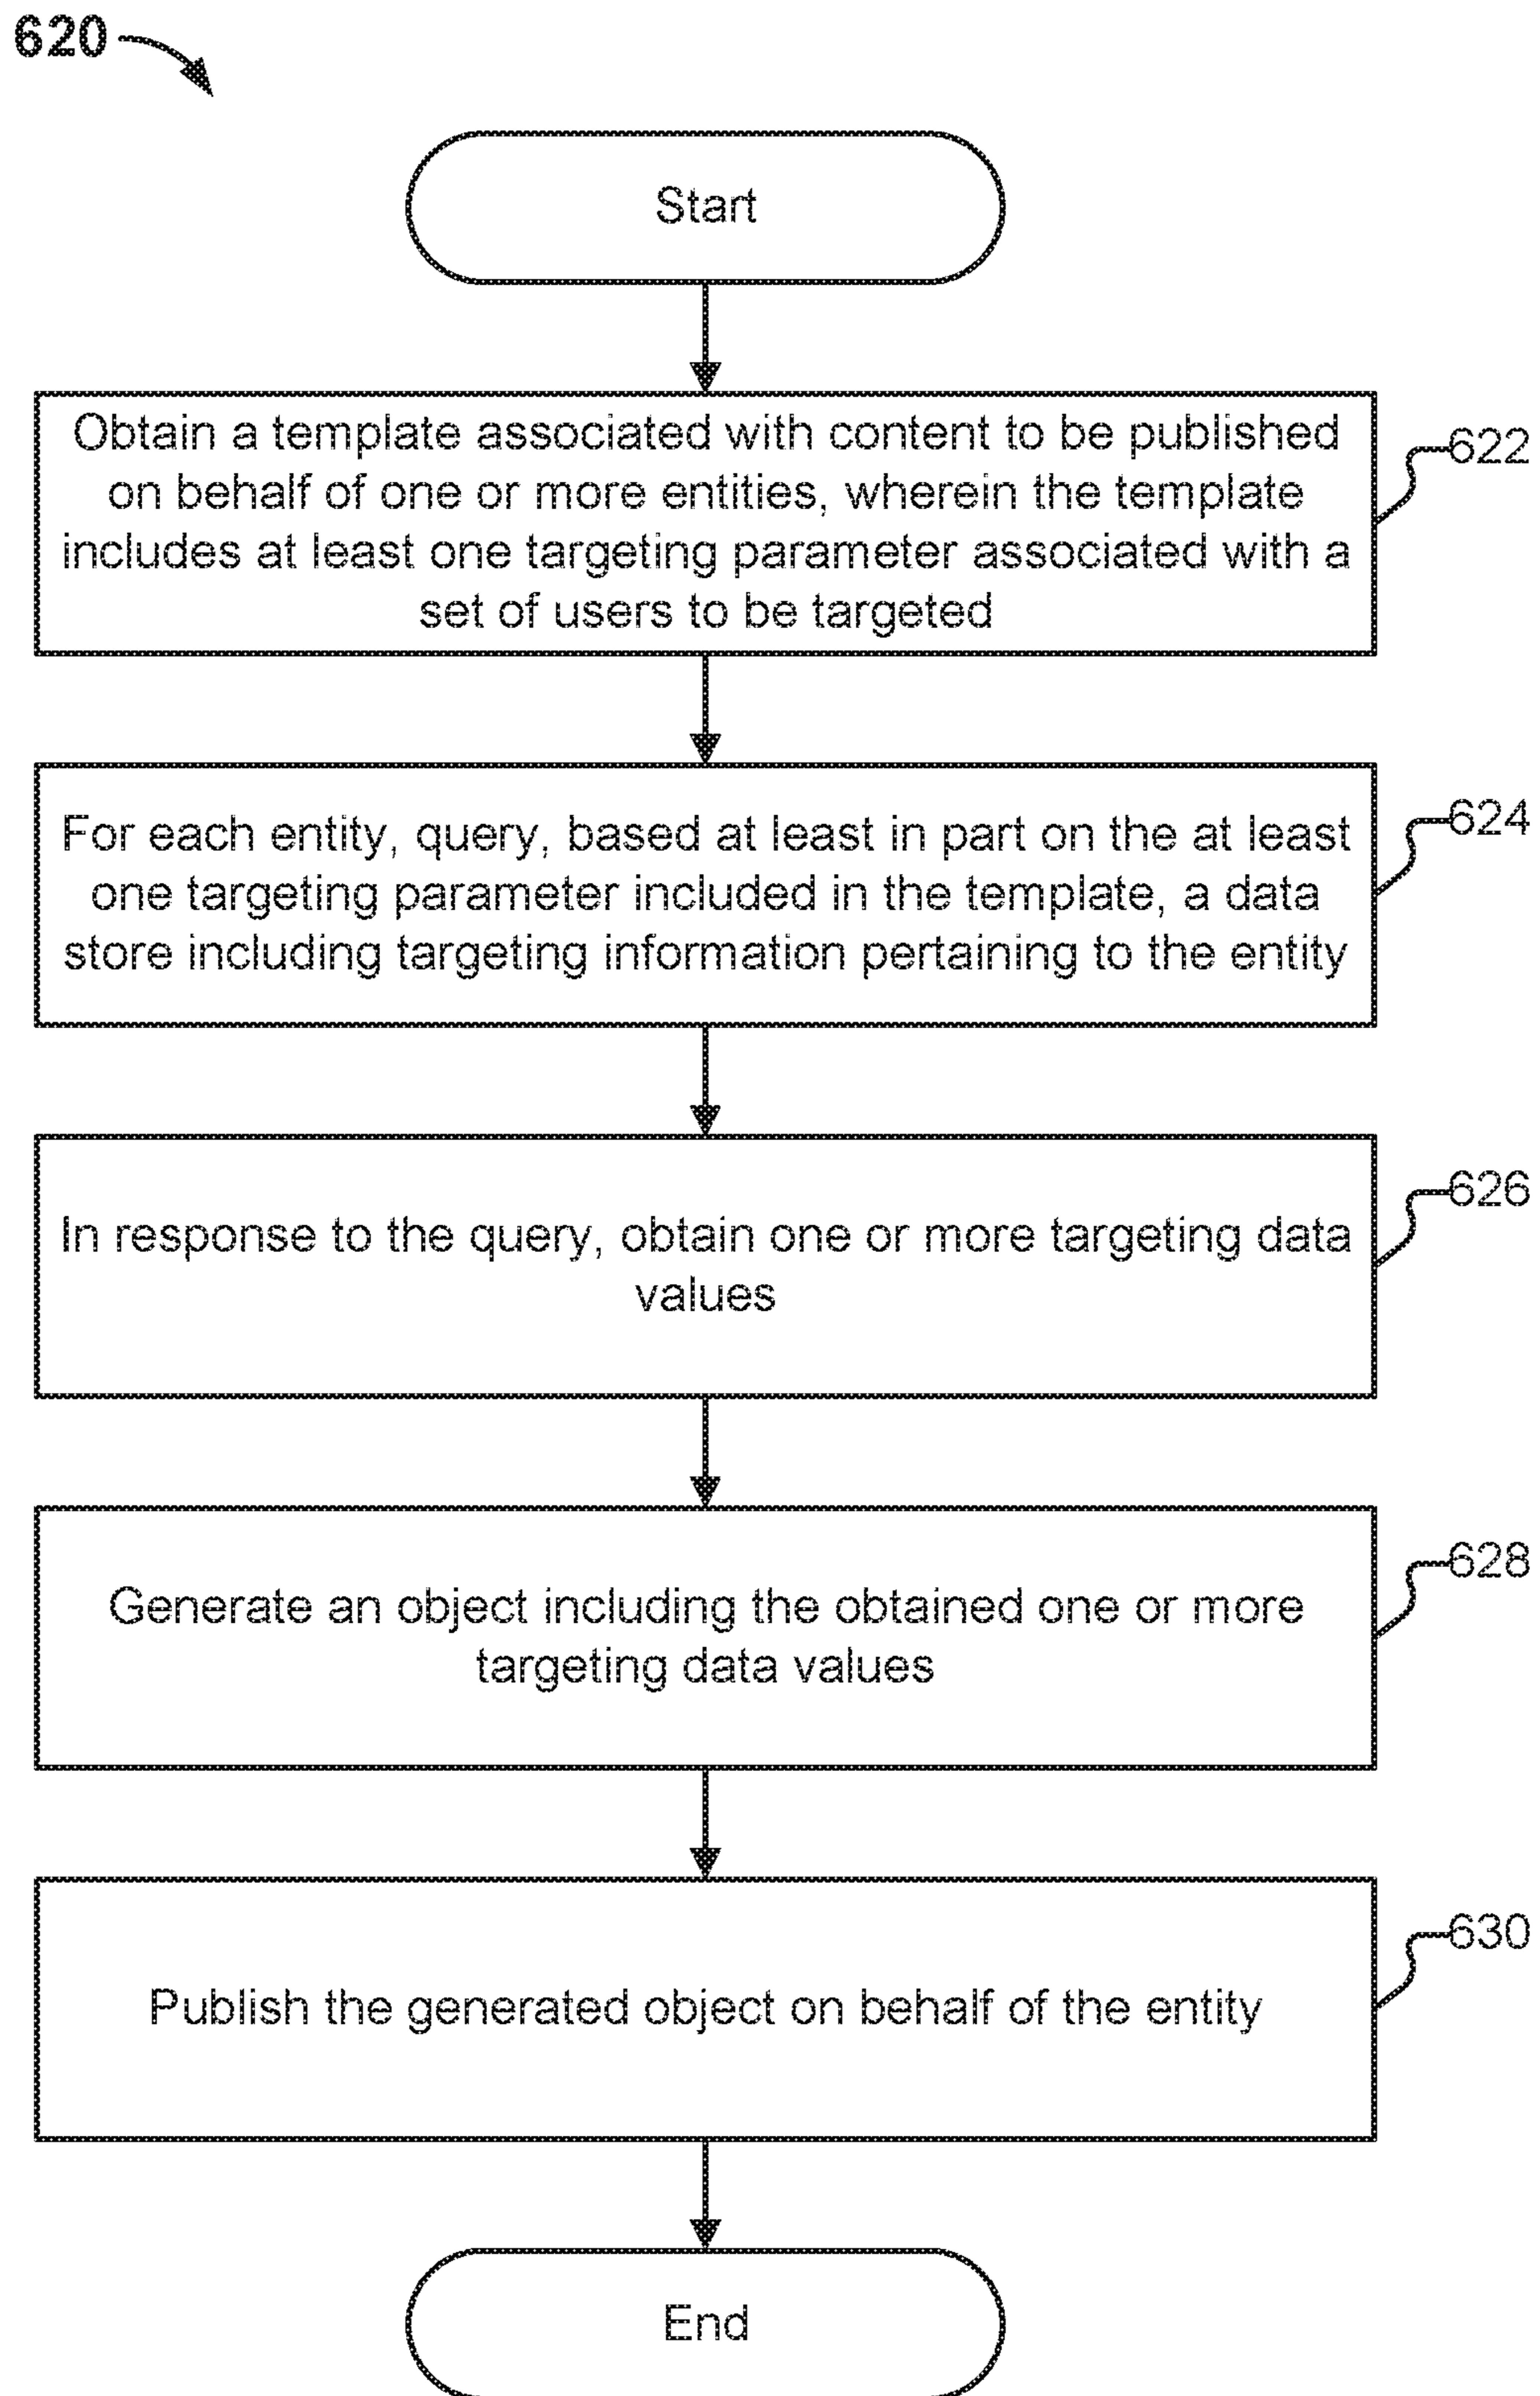 620
Start
Obtain a template associated with content to be published
on behalf of one or more entities, wherein the template
includes at least one targeting parameter associated with a
set of users to be targeted
622
For each entity, query, based at least in part on the at least
one targeting parameter included in the template, a data
store including targeting information pertaining to the entity
624
In response to the query, obtain one or more targeting data
values
626
Generate an object including the obtained one or more
targeting data values
628
Publish the generated object on behalf of the entity
630
End